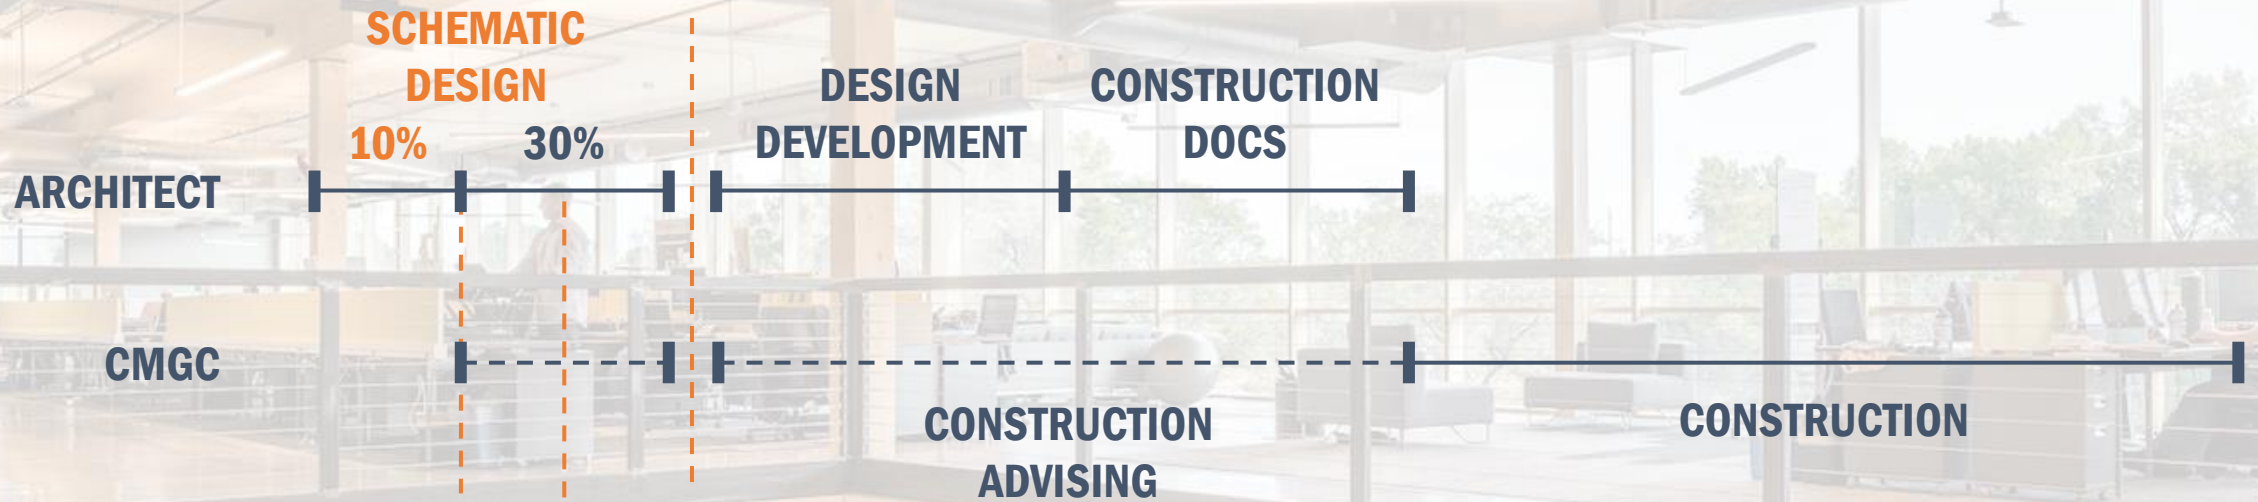 SCHEMATIC
DESIGN
10%
30%
DESIGN
DEVELOPMENT
CONSTRUCTION
DOCS
ARCHITECT
CMGC
CONSTRUCTION
ADVISING
CONSTRUCTION